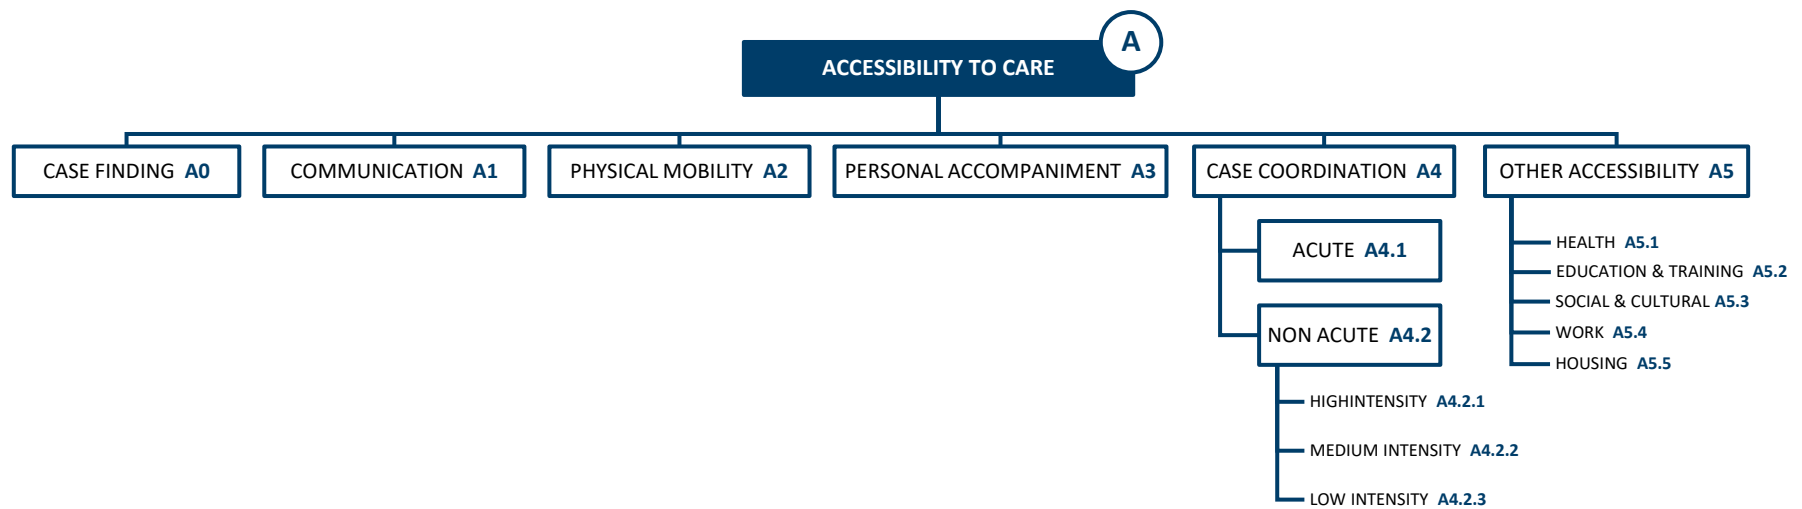 A
ACCESSIBILITY TO CARE
CASE FINDING A0
COMMUNICATION A1
PHYSICAL MOBILITY A2
PERSONAL ACCOMPANIMENT A3
CASE COORDINATION A4
OTHER ACCESSIBILITY A5
ACUTE A4.1
NON ACUTE A4.2
HIGHINTENSITY A4.2.1
MEDIUM INTENSITY A4.2.2
LOW INTENSITY A4.2.3
HEALTH A5.1
EDUCATION & TRAINING A5.2
SOCIAL & CULTURAL A5.3
WORK A5.4
HOUSING A5.5